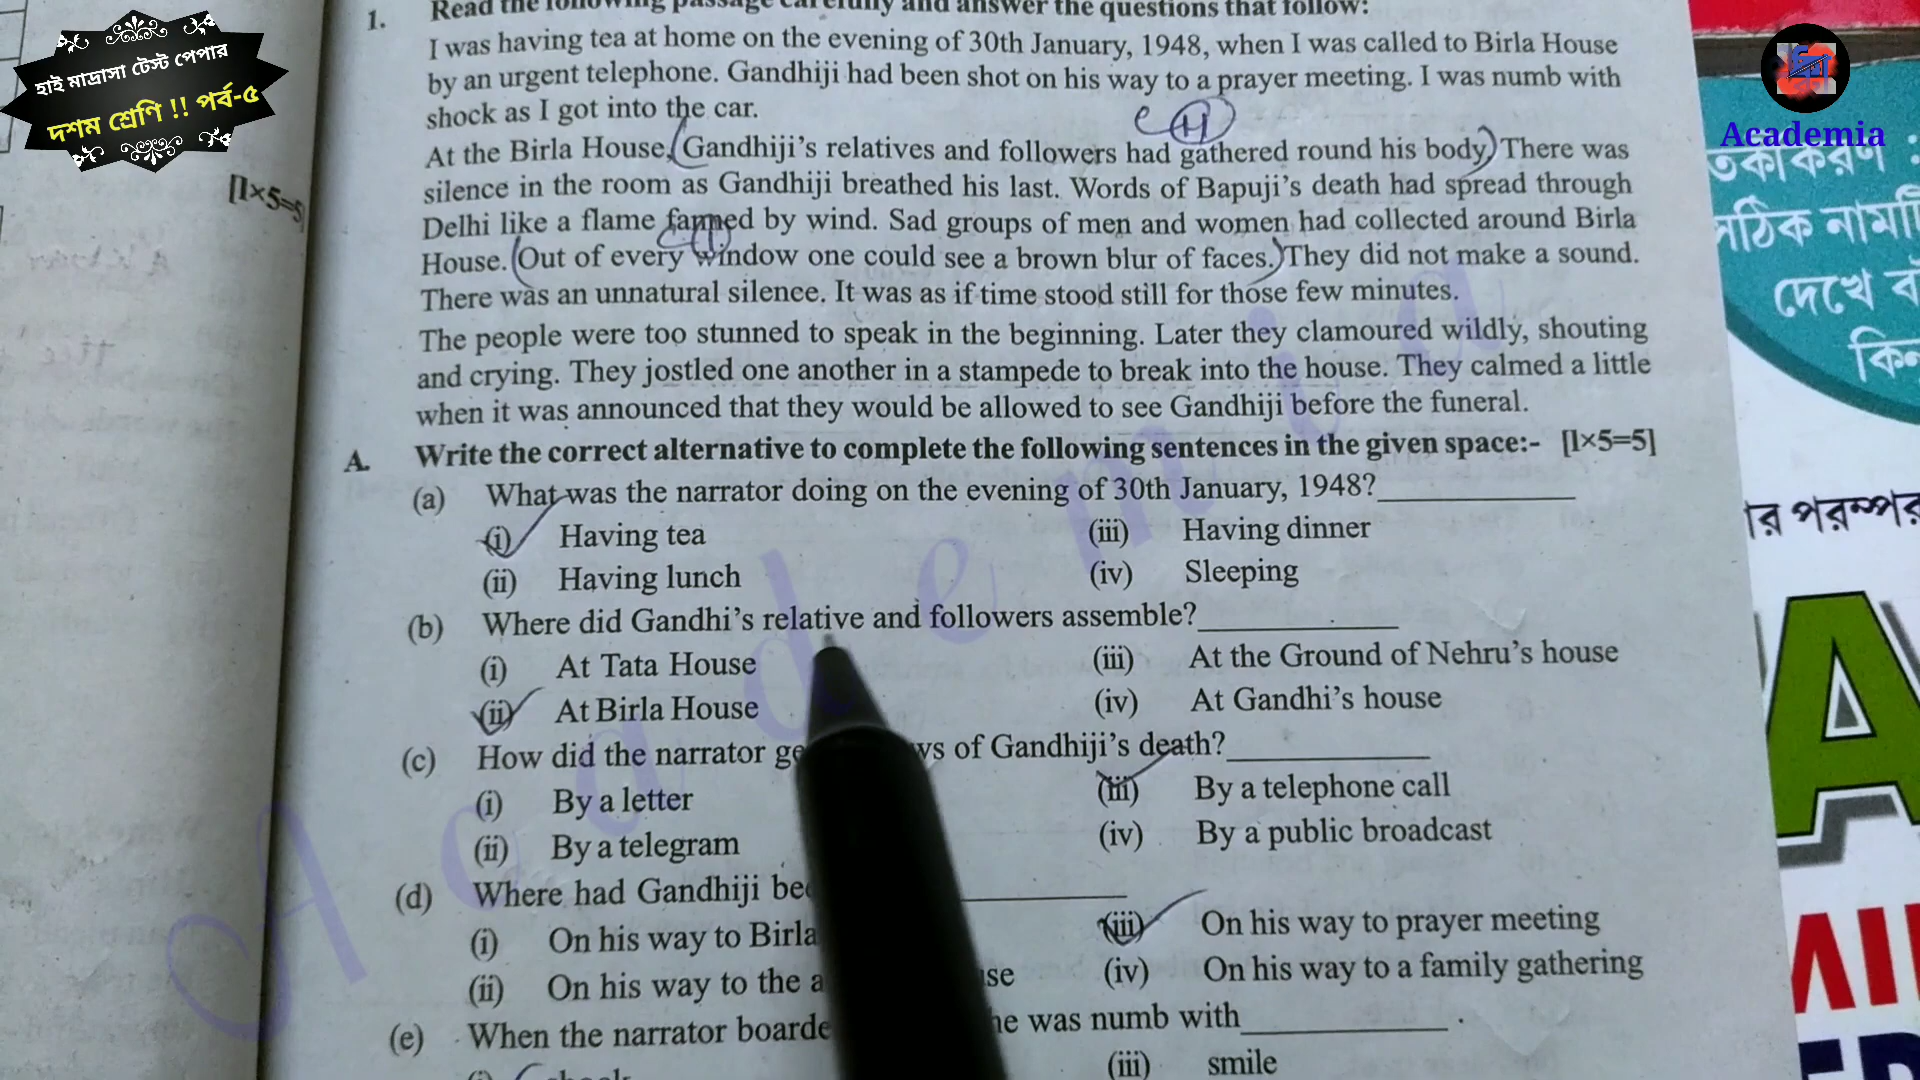 হাই মাদ্রাসা টেস্ট পেপার
দশম শ্রেণি !! পর্ব-৫
Academia
[1×5=5]
1. Read the following passage carefully and answer the questions that follow:
I was having tea at home on the evening of 30th January, 1948, when I was called to Birla House
by an urgent telephone. Gandhiji had been shot on his way to a prayer meeting. I was numb with
shock as I got into the car.
At the Birla House, Gandhiji's relatives and followers had gathered round his body. There was
silence in the room as Gandhiji breathed his last. Words of Bapuji's death had spread through
Delhi like a flame fanned by wind. Sad groups of men and women had collected around Birla
House. Out of every window one could see a brown blur of faces. They did not make a sound.
There was an unnatural silence. It was as if time stood still for those few minutes.
The people were too stunned to speak in the beginning. Later they clamoured wildly, shouting
and crying. They jostled one another in a stampede to break into the house. They calmed a little
when it was announced that they would be allowed to see Gandhiji before the funeral.
A. Write the correct alternative to complete the following sentences in the given space:- [1×5=5]
(a) What was the narrator doing on the evening of 30th January, 1948?
(i) Having tea (iii) Having dinner
(ii) Having lunch (iv) Sleeping
(b) Where did Gandhi's relative and followers assemble?
(i) At Tata House (iii) At the Ground of Nehru's house
(ii) At Birla House (iv) At Gandhi's house
(c) How did the narrator of Gandhiji's death?
(i) By a letter (iii) By a telephone call
(ii) By a telegram (iv) By a public broadcast
(d) Where had Gandhiji
(i) On his way to Birla (iii) On his way to prayer meeting
(ii) On his way to the (iv) On his way to a family gathering
(e) When the narrator was numb with .
(iii) smile
সঠিক
দেখে
র পরস্পর
A